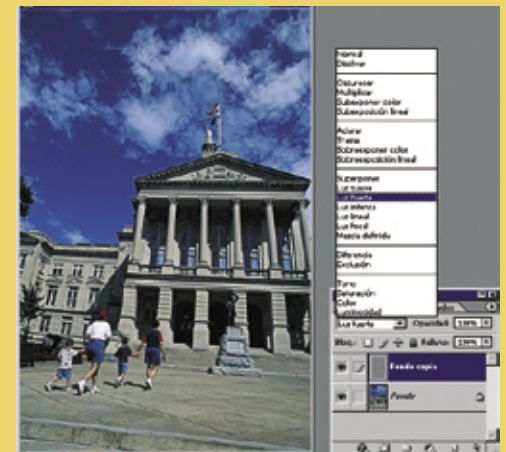 Normal
Disolver
Oscurecer
Multiplicar
Subexponer color
Subexposición lineal
Aclarar
Trama
Sobreexponer color
Sobreexposición lineal
Superponer
Luz suave
Luz fuerte
Luz intensa
Luz lineal
Luz focal
Mezcla definida
Diferencia
Exclusión
Tono
Saturación
Color
Luminosidad
Luz fuerte Opacidad: 100%
Bloq.: Relleno: 100%
Fondo copia
Fondo